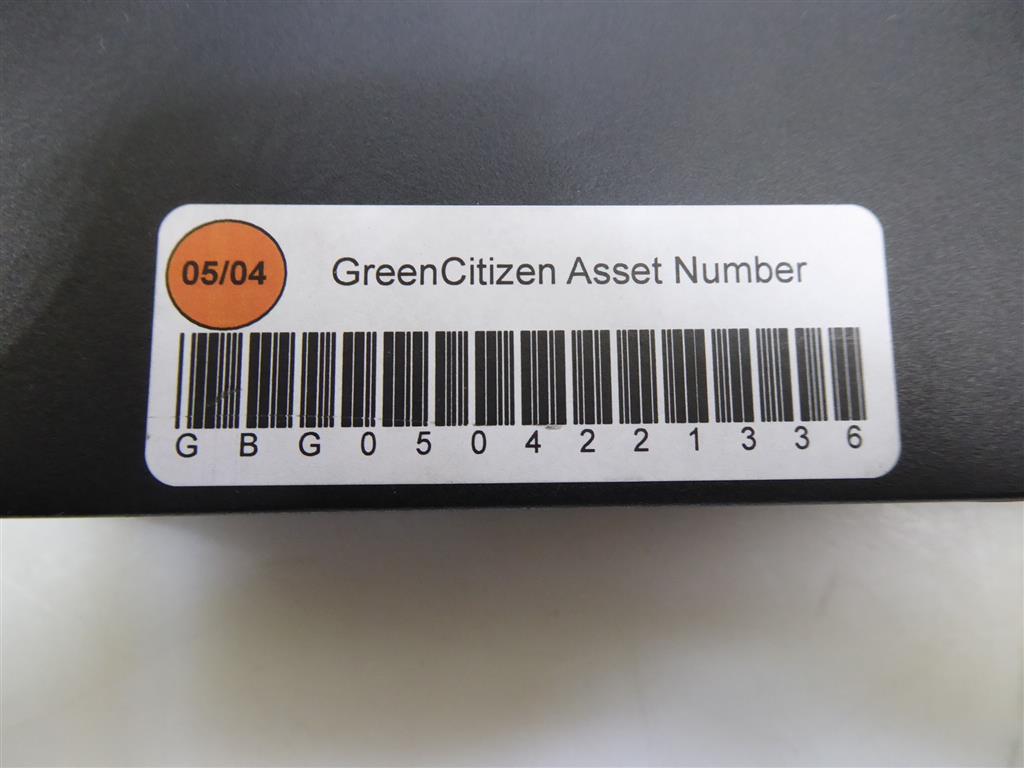 05/04
GreenCitizen Asset Number
G B G 0 5 0 4 2 2 1 3 3 6